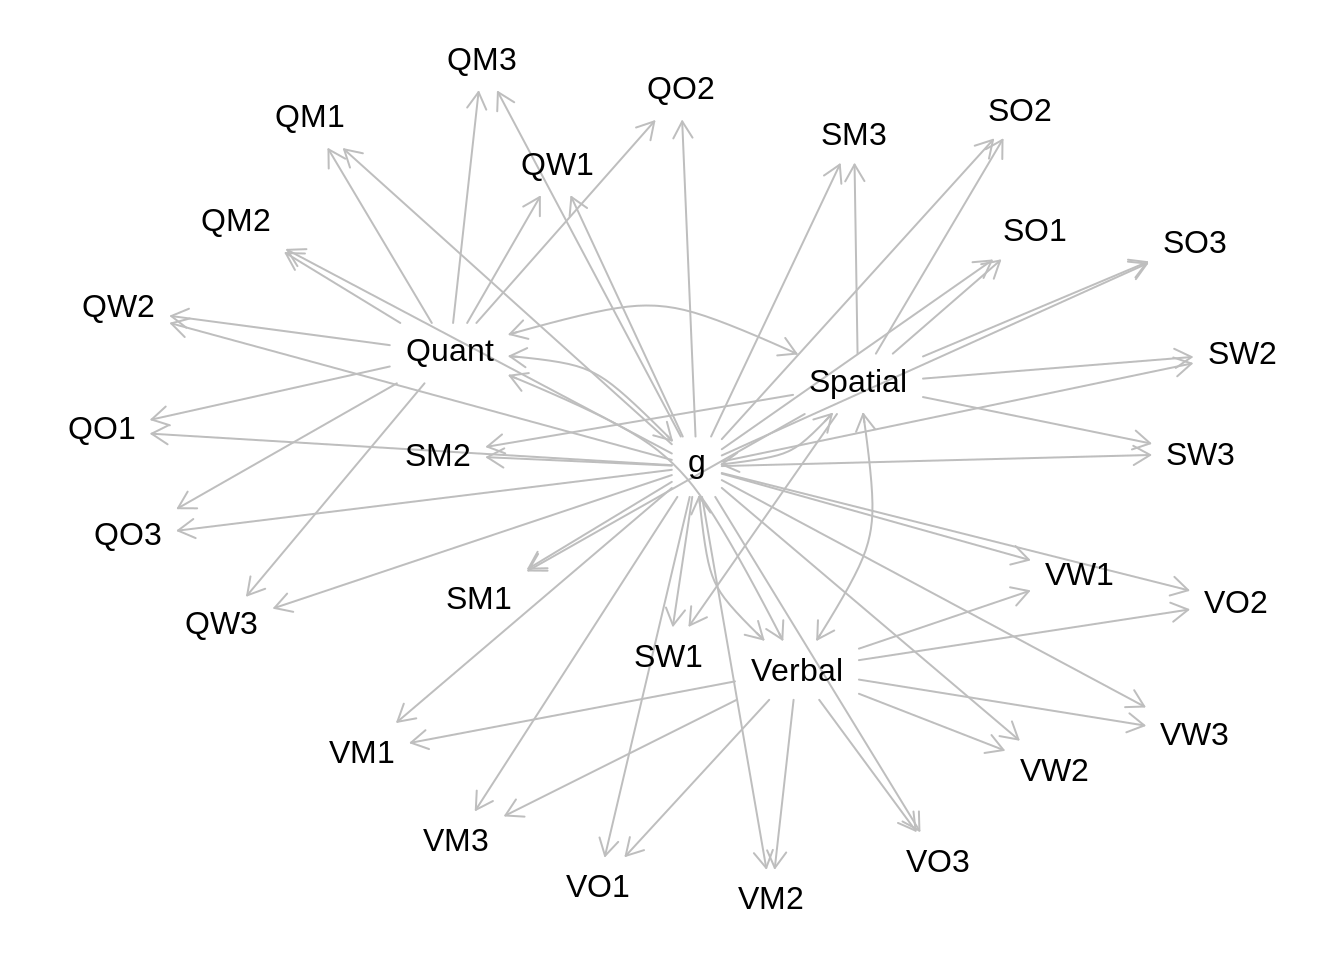 QM3
QO2
QM1
SO2
SM3
QW1
QM2
SO1
SO3
QW2
Quant
SW2
Spatial
QO1
SM2
g
SW3
QO3
VW1
SM1
VO2
QW3
SW1
Verbal
VW3
VM1
VW2
VM3
VO3
VO1
VM2